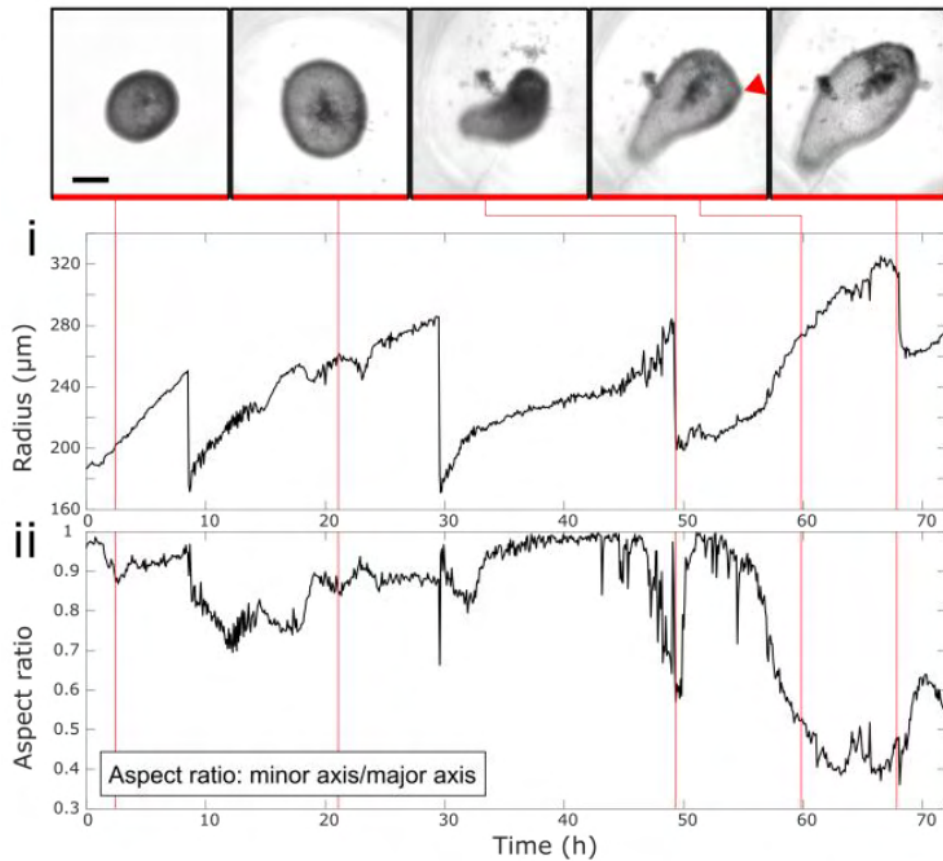 i
320
280
240
200
160
Radius (μm)
0 10 20 30 40 50 60 70
ii
1
0.9
0.8
0.7
0.6
0.5
0.4
0.3
Aspect ratio
Aspect ratio: minor axis/major axis
0 10 20 30 40 50 60 70
Time (h)